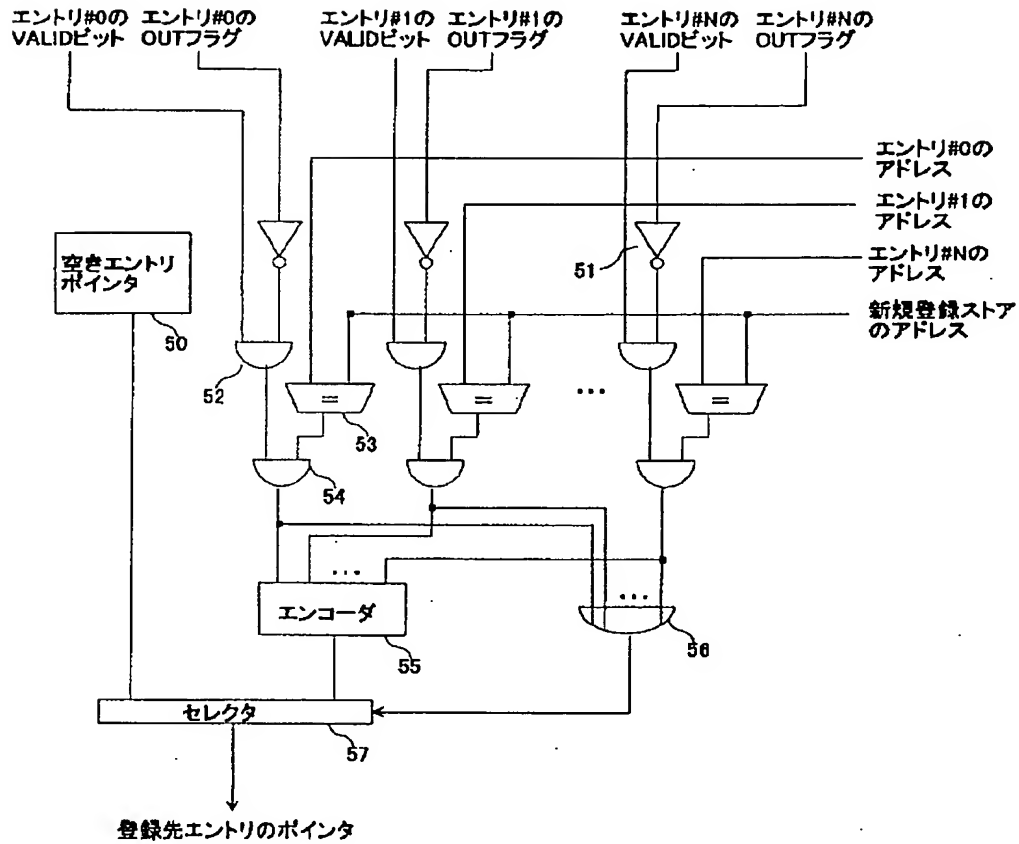 エントリ#0の
VALIDビット
エントリ#0の
OUTフラグ
エントリ#1の
VALIDビット
エントリ#1の
OUTフラグ
エントリ#Nの
VALIDビット
エントリ#Nの
OUTフラグ
エントリ#0の
アドレス
エントリ#1の
アドレス
エントリ#Nの
アドレス
新規登録ストア
のアドレス
空きエントリ
ポインタ
50
51
52
=
=
=
...
53
54
...
エンコーダ
55
...
56
セレクタ
57
登録先エントリのポインタ